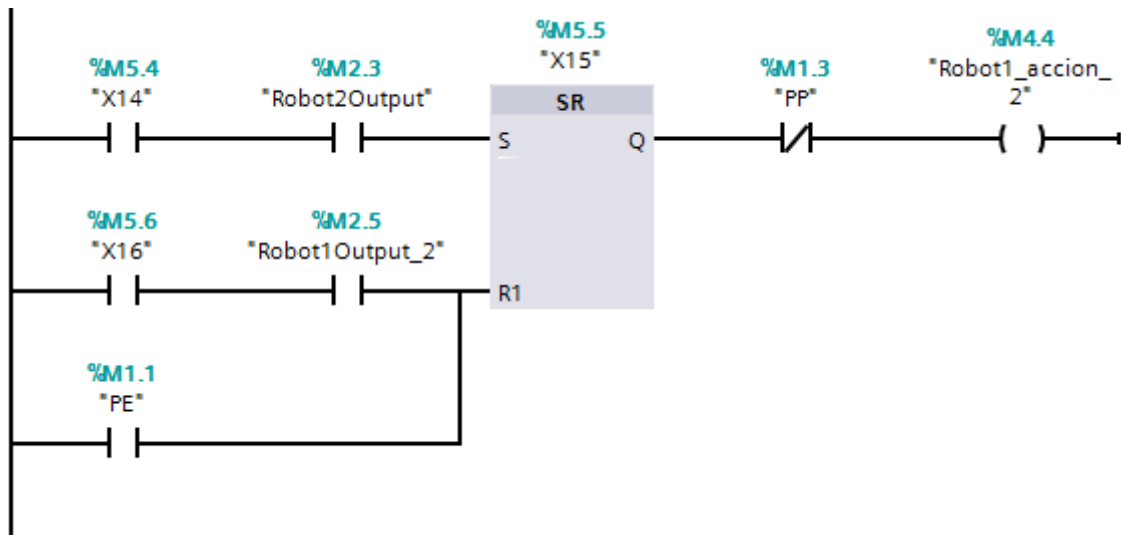 %M5.4
"X14"
%M2.3
"Robot2Output"
%M5.5
"X15"
SR
S
Q
R1
%M1.3
"PP"
%M4.4
"Robot1_accion_
2"
%M5.6
"X16"
%M2.5
"Robot1Output_2"
%M1.1
"PE"